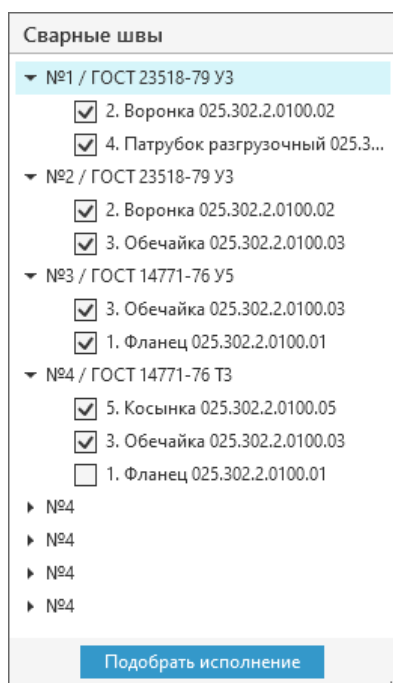 Сварные швы
№1 / ГОСТ 23518-79 У3
2. Воронка 025.302.2.0100.02
4. Патрубок разгрузочный 025.3...
№2 / ГОСТ 23518-79 У3
2. Воронка 025.302.2.0100.02
3. Обечайка 025.302.2.0100.03
№3 / ГОСТ 14771-76 У5
3. Обечайка 025.302.2.0100.03
1. Фланец 025.302.2.0100.01
№4 / ГОСТ 14771-76 Т3
5. Косынка 025.302.2.0100.05
3. Обечайка 025.302.2.0100.03
1. Фланец 025.302.2.0100.01
№4
№4
№4
№4
Подобрать исполнение